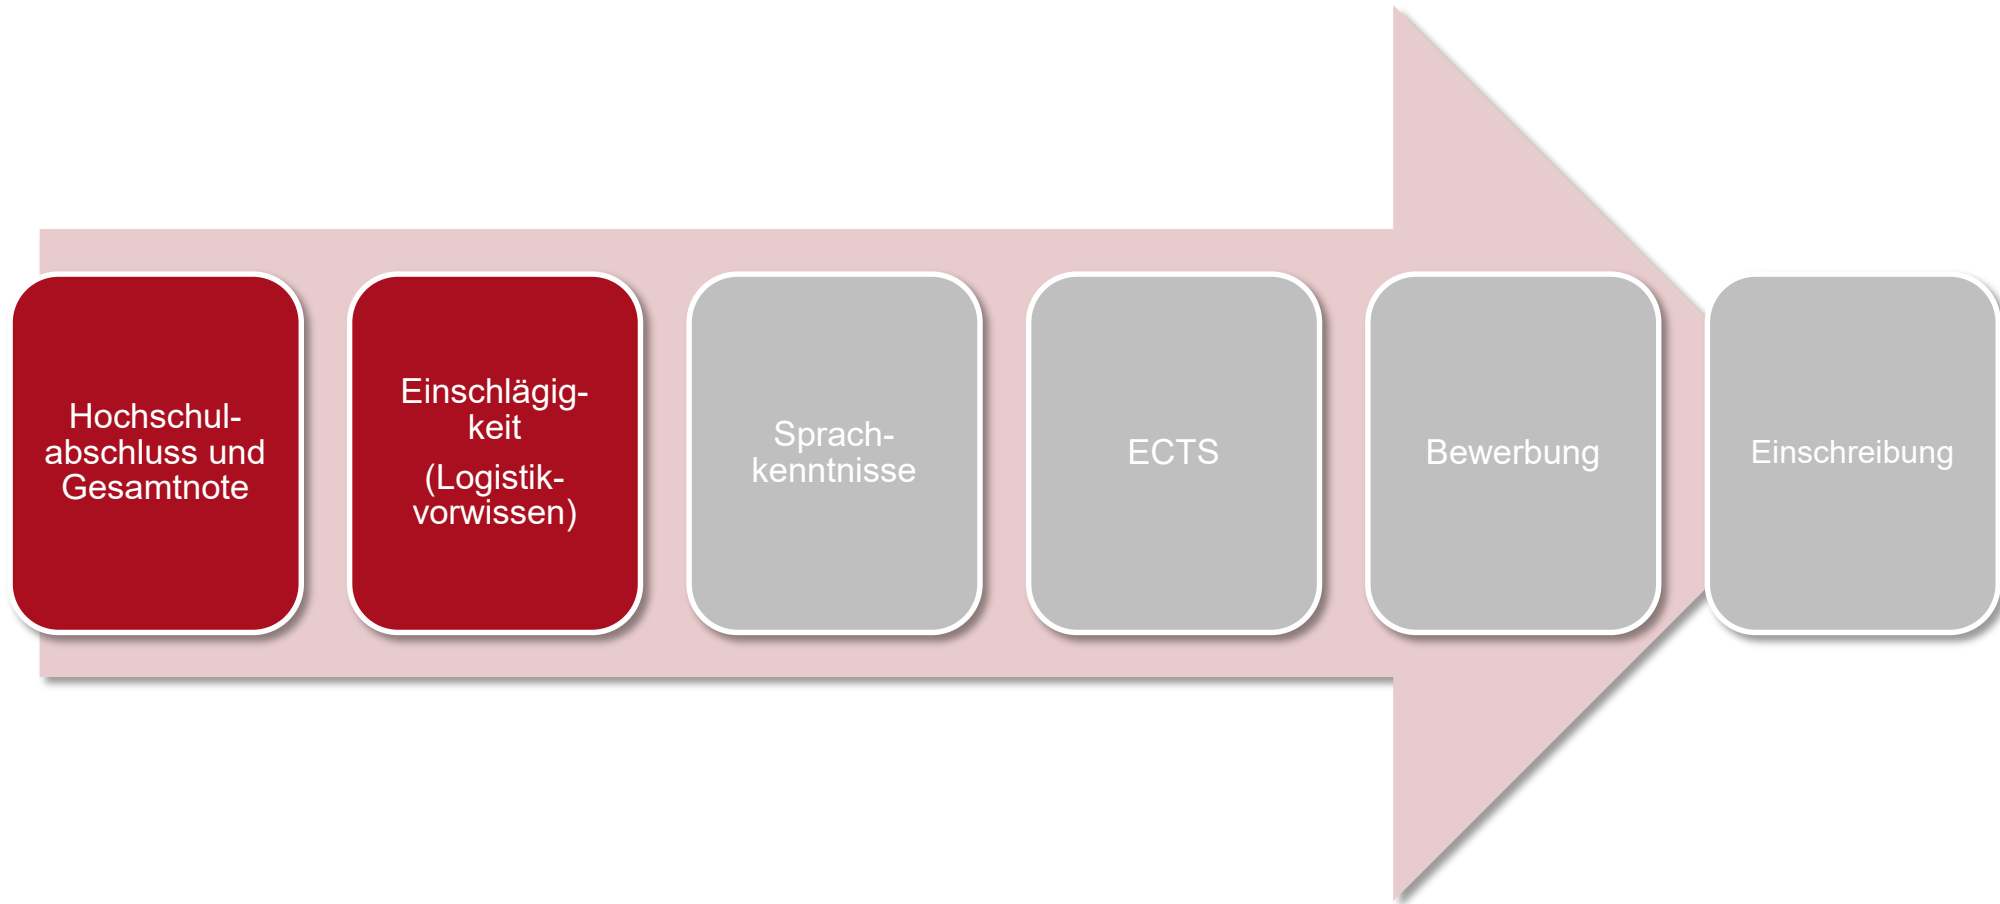 Hochschul-
abschluss und
Gesamtnote
Einschlägig-
keit
(Logistik-
vorwissen)
Sprach-
kenntnisse
ECTS
Bewerbung
Einschreibung